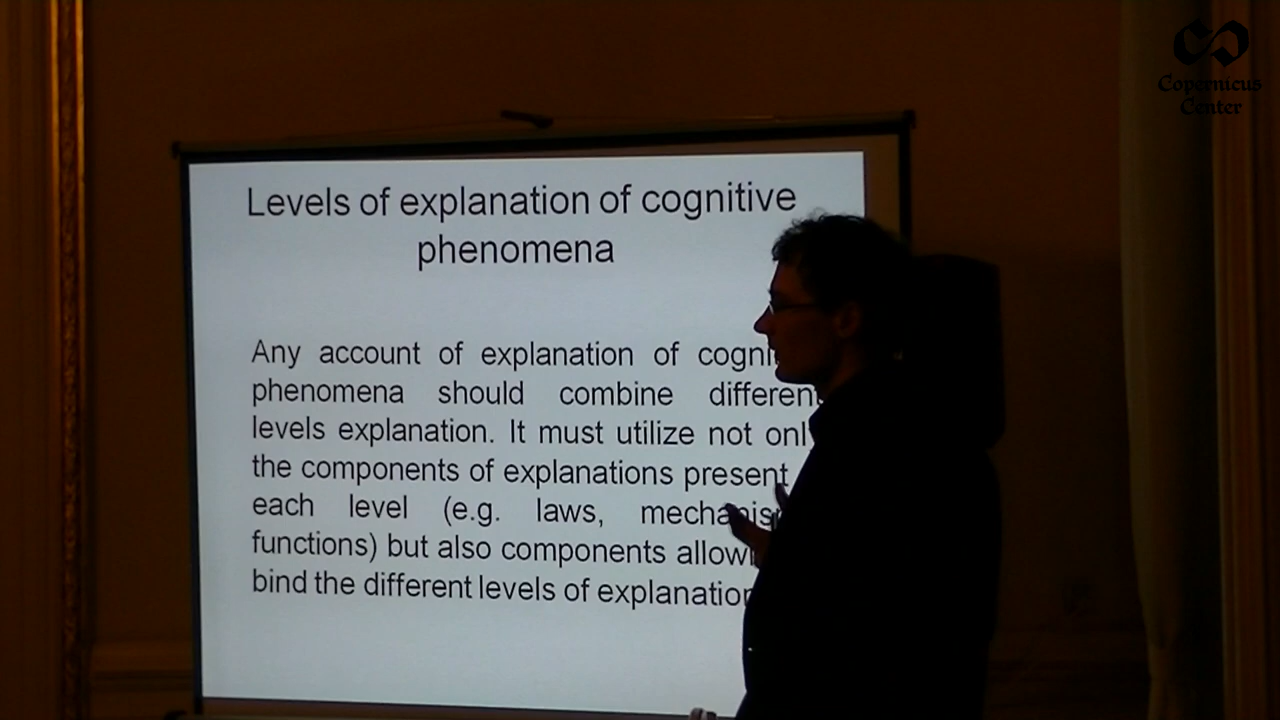 Copernicus
Center
Levels of explanation of cognitive
phenomena
Any account of explanation of
phenomena should combine different
levels explanation. It must utilize not
the components of explanations present
each level (e.g. laws,
functions) but also components
bind the different levels of explanation